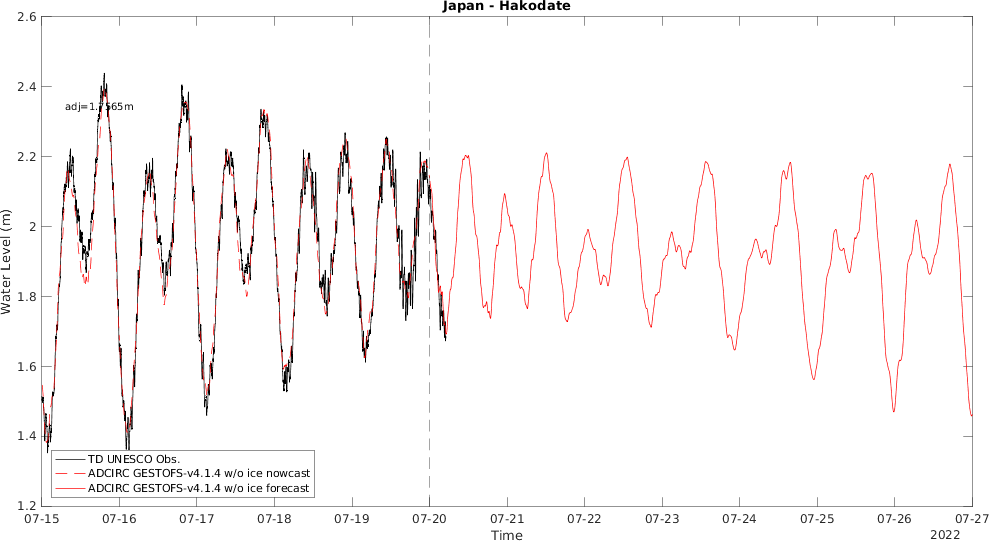 Japan - Hakodate
2.6
2.4
2.2
2
1.8
1.6
1.4
1.2
Water Level (m)
TD UNESCO Obs.
ADCIRC GESTOFS-v4.1.4 w/o ice nowcast
ADCIRC GESTOFS-v4.1.4 w/o ice forecast
07-15 07-16 07-17 07-18 07-19 07-20 07-21 07-22 07-23 07-24 07-25 07-26 07-27
Time
2022